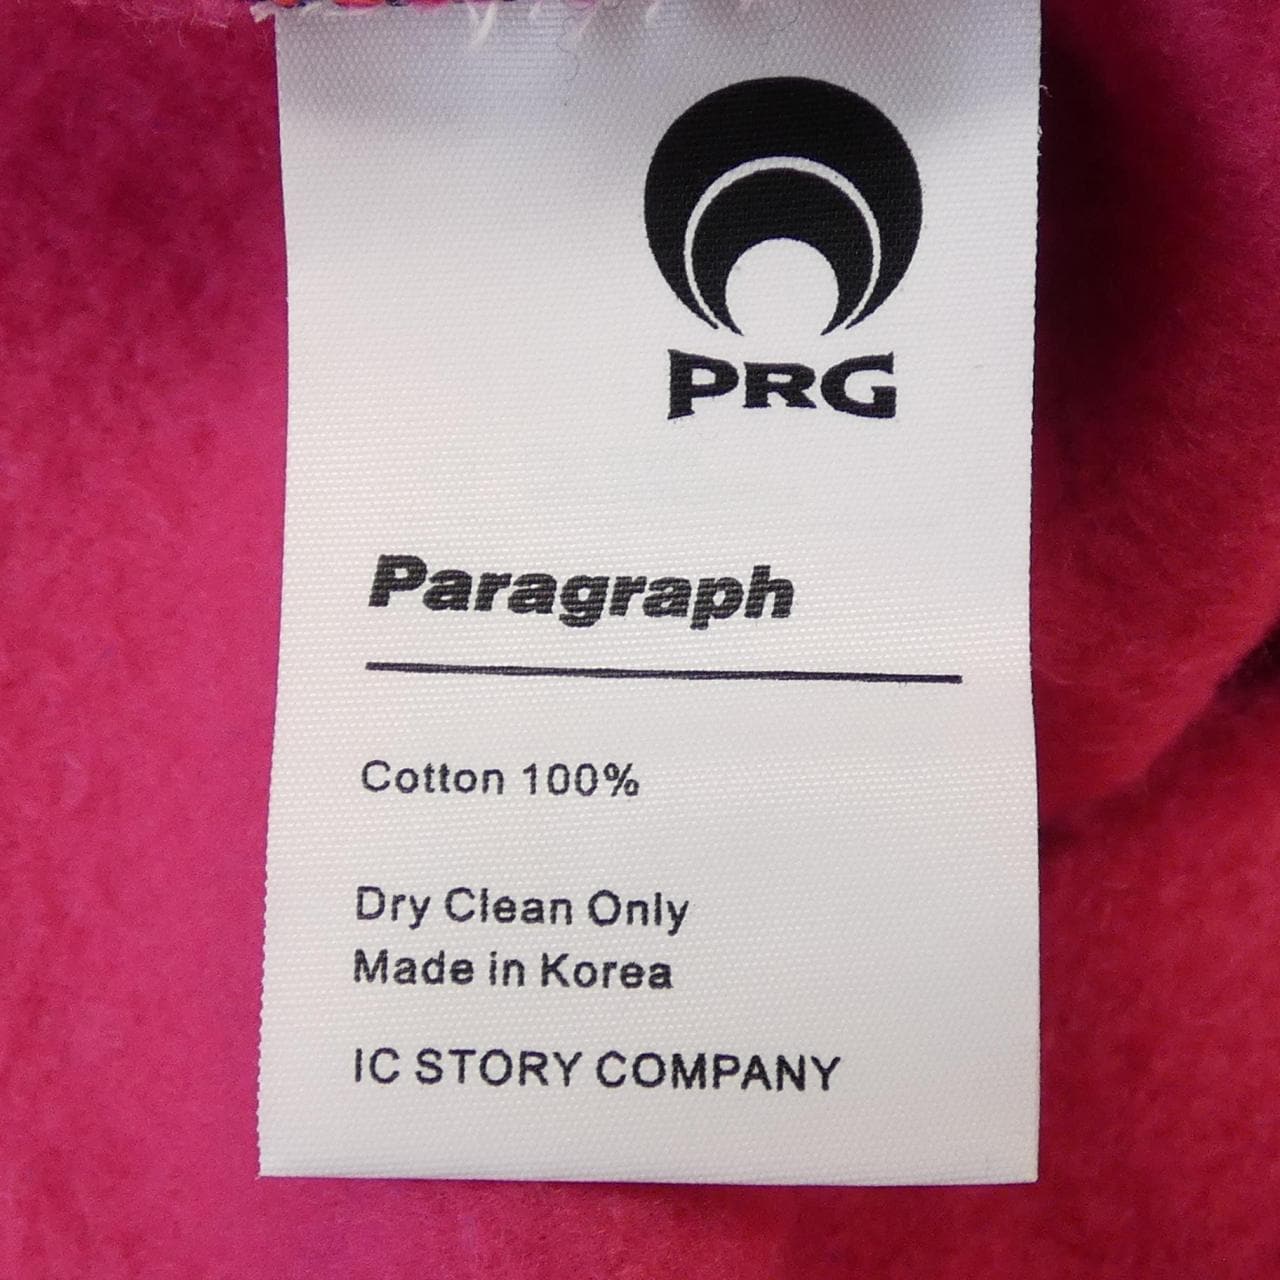 PRG
Paragraph
Cotton 100%
Dry Clean Only
Made in Korea
IC STORY COMPANY